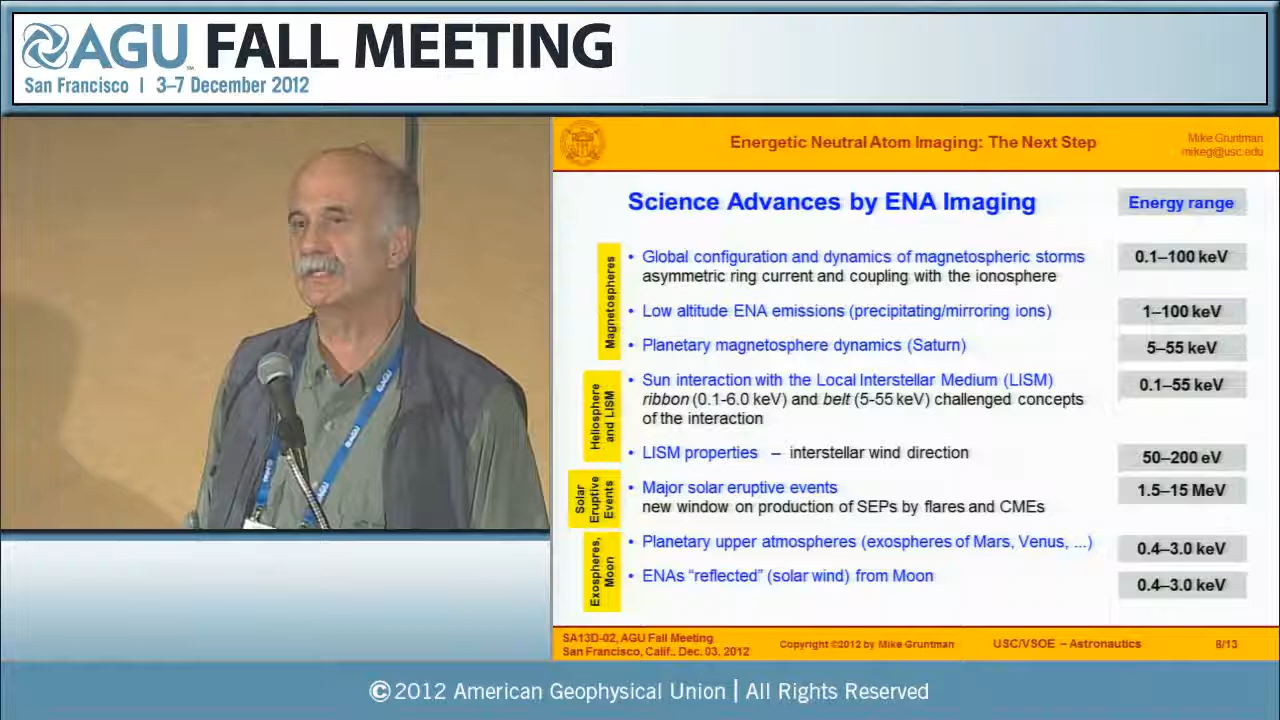 AGU FALL MEETING
San Francisco | 3–7 December 2012
Energetic Neutral Atom Imaging: The Next Step
Mike Gruntman
mikeg@usc.edu
Science Advances by ENA Imaging
Energy range
Magnetospheres
• Global configuration and dynamics of magnetospheric storms
asymmetric ring current and coupling with the ionosphere
0.1–100 keV
• Low altitude ENA emissions (precipitating/mirroring ions)
1–100 keV
• Planetary magnetosphere dynamics (Saturn)
5–55 keV
Heliosphere
and LISM
• Sun interaction with the Local Interstellar Medium (LISM)
ribbon (0.1-6.0 keV) and belt (5-55 keV) challenged concepts
of the interaction
0.1–55 keV
• LISM properties – interstellar wind direction
50–200 eV
Solar
Eruptive
Events
• Major solar eruptive events
new window on production of SEPs by flares and CMEs
1.5–15 MeV
Exospheres,
Moon
• Planetary upper atmospheres (exospheres of Mars, Venus, ...)
0.4–3.0 keV
• ENAs “reflected” (solar wind) from Moon
0.4–3.0 keV
SA13D-02, AGU Fall Meeting
San Francisco, Calif., Dec. 03, 2012
Copyright ©2012 by Mike Gruntman
USC/VSOE – Astronautics
8/13
AGU
AGU
©2012 American Geophysical Union | All Rights Reserved